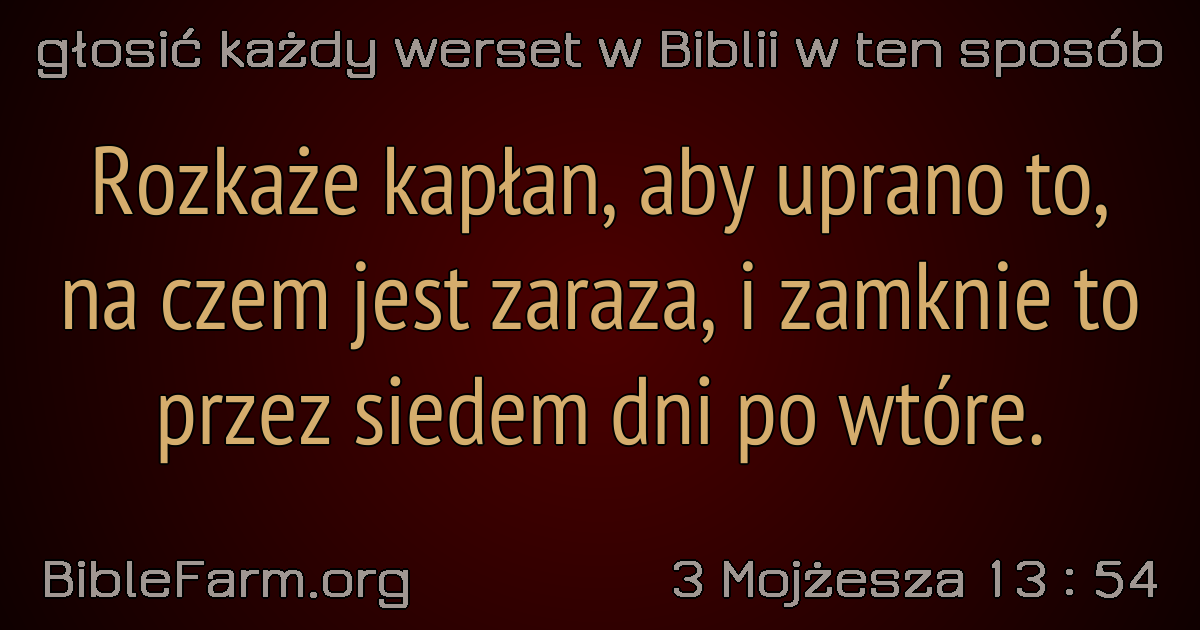 głosić każdy werset w Biblii w ten sposób
Rozkaże kapłan, aby uprano to,
na czem jest zaraza, i zamknie to
przez siedem dni po wtóre.
BibleFarm.org
3 Mojżesza 13 : 54